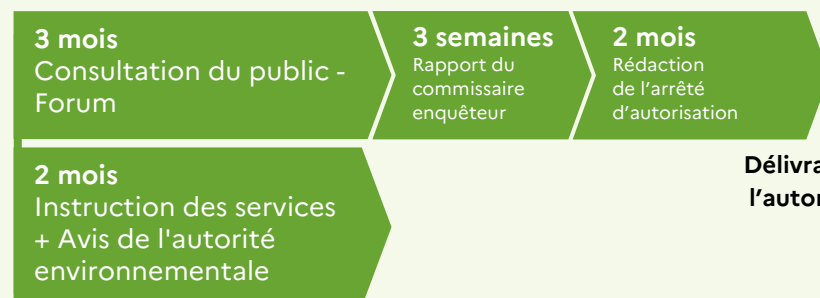 3 mois
Consultation du public -
Forum
3 semaines
Rapport du
commissaire
enquêteur
2 mois
Rédaction
de l’arrêté
d’autorisation
2 mois
Instruction des services
+ Avis de l'autorité
environnementale